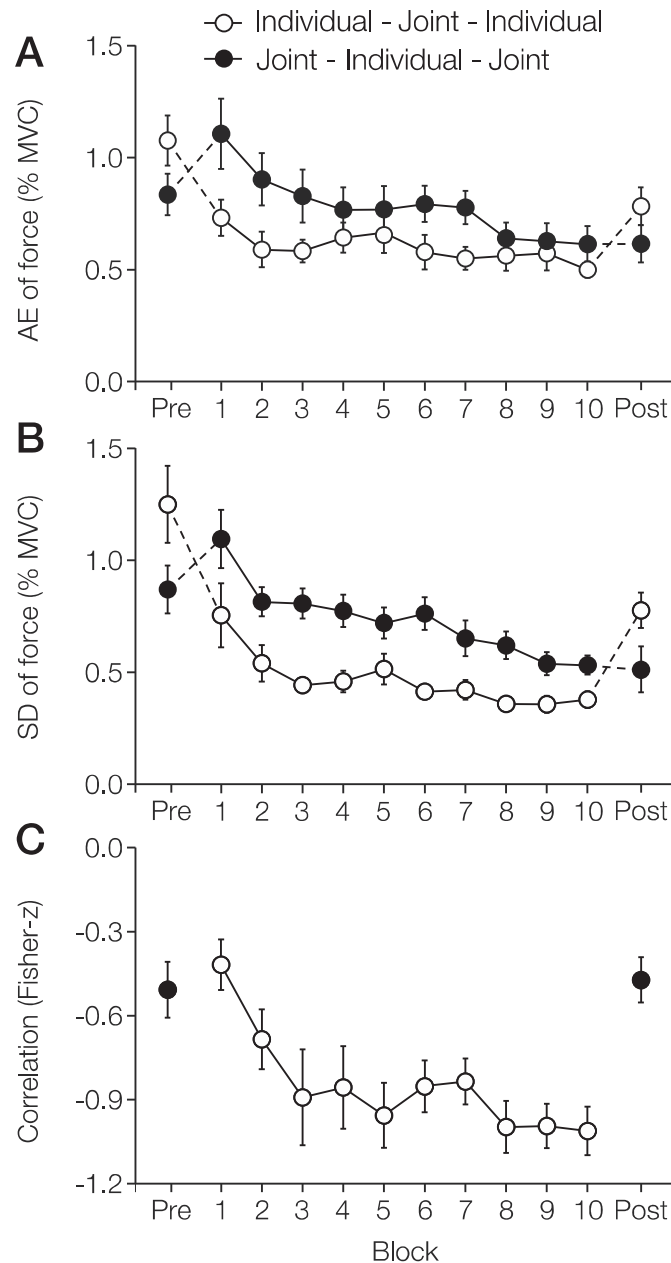 Individual - Joint - Individual
Joint - Individual - Joint
A
AE of force (% MVC)
1.5
1.0
0.5
0.0
Pre 1 2 3 4 5 6 7 8 9 10 Post
B
SD of force (% MVC)
1.5
1.0
0.5
0.0
Pre 1 2 3 4 5 6 7 8 9 10 Post
C
Correlation (Fisher-z)
0.0
-0.3
-0.6
-0.9
-1.2
Pre 1 2 3 4 5 6 7 8 9 10 Post
Block